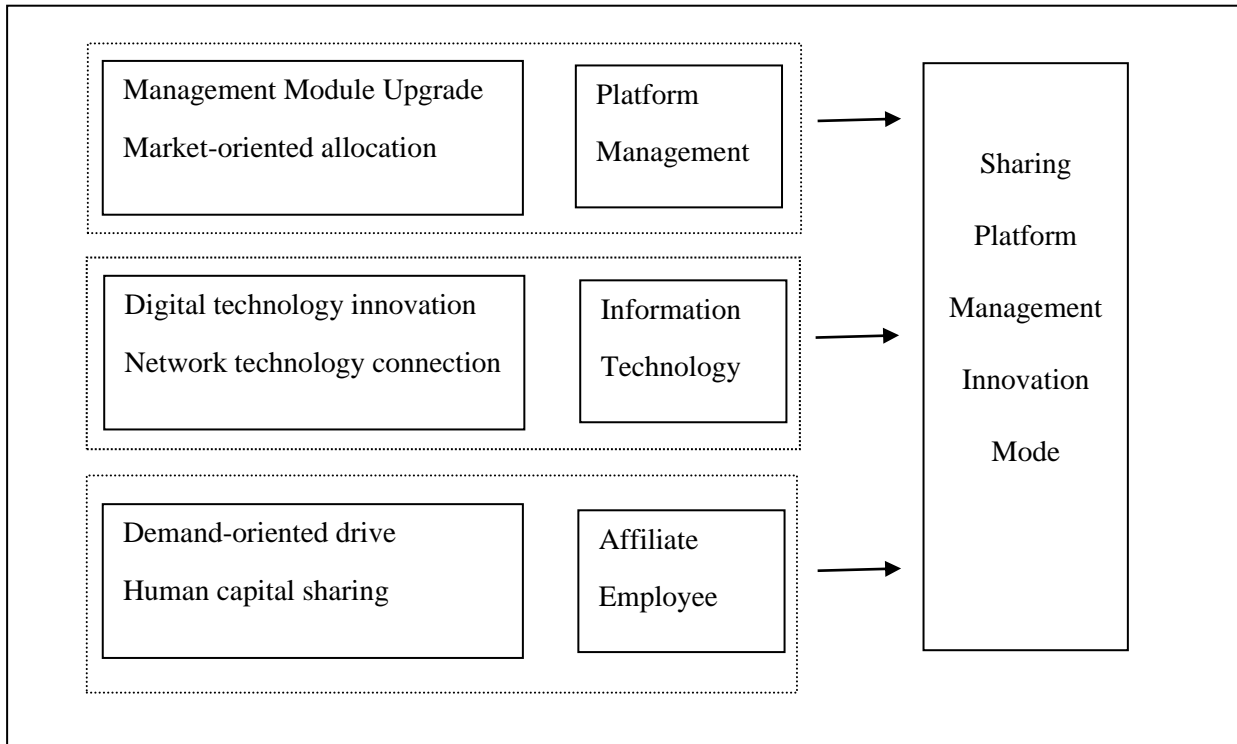 Management Module Upgrade
Market-oriented allocation
Platform
Management
Digital technology innovation
Network technology connection
Information
Technology
Demand-oriented drive
Human capital sharing
Affiliate
Employee
Sharing
Platform
Management
Innovation
Mode